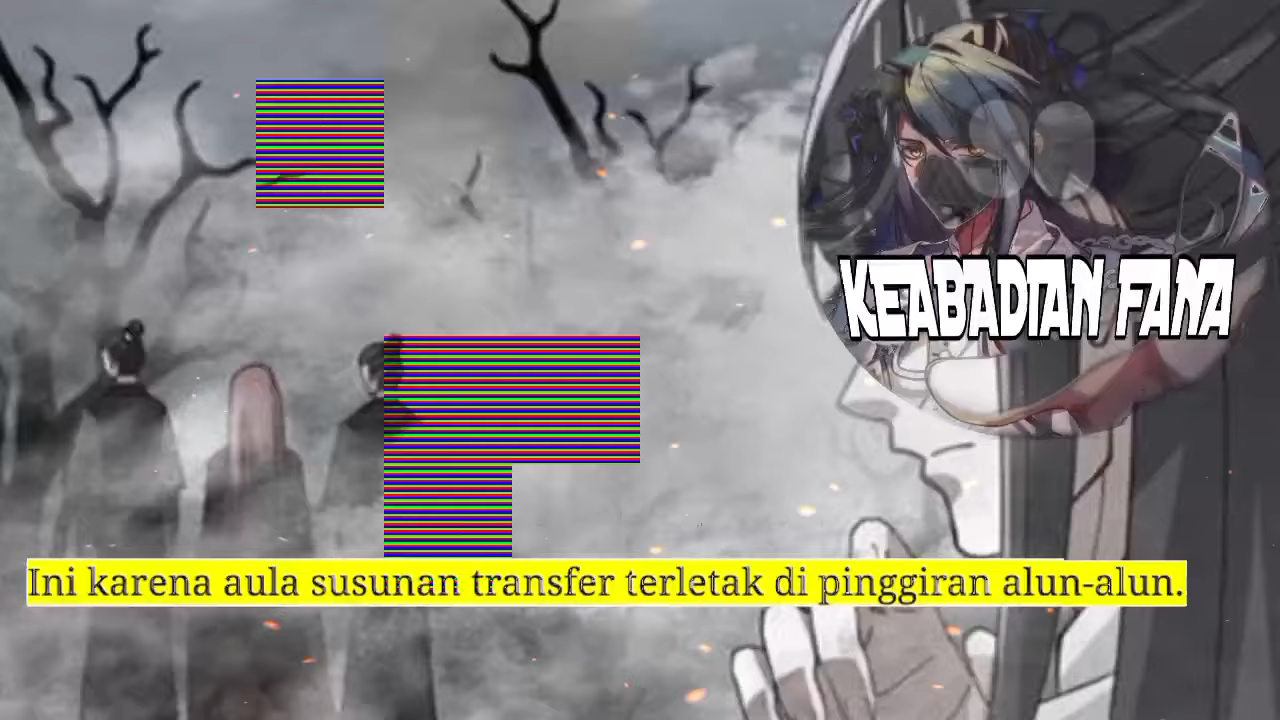 KEABADIAN FANA
Ini karena aula susunan transfer terletak di pinggiran alun-alun.